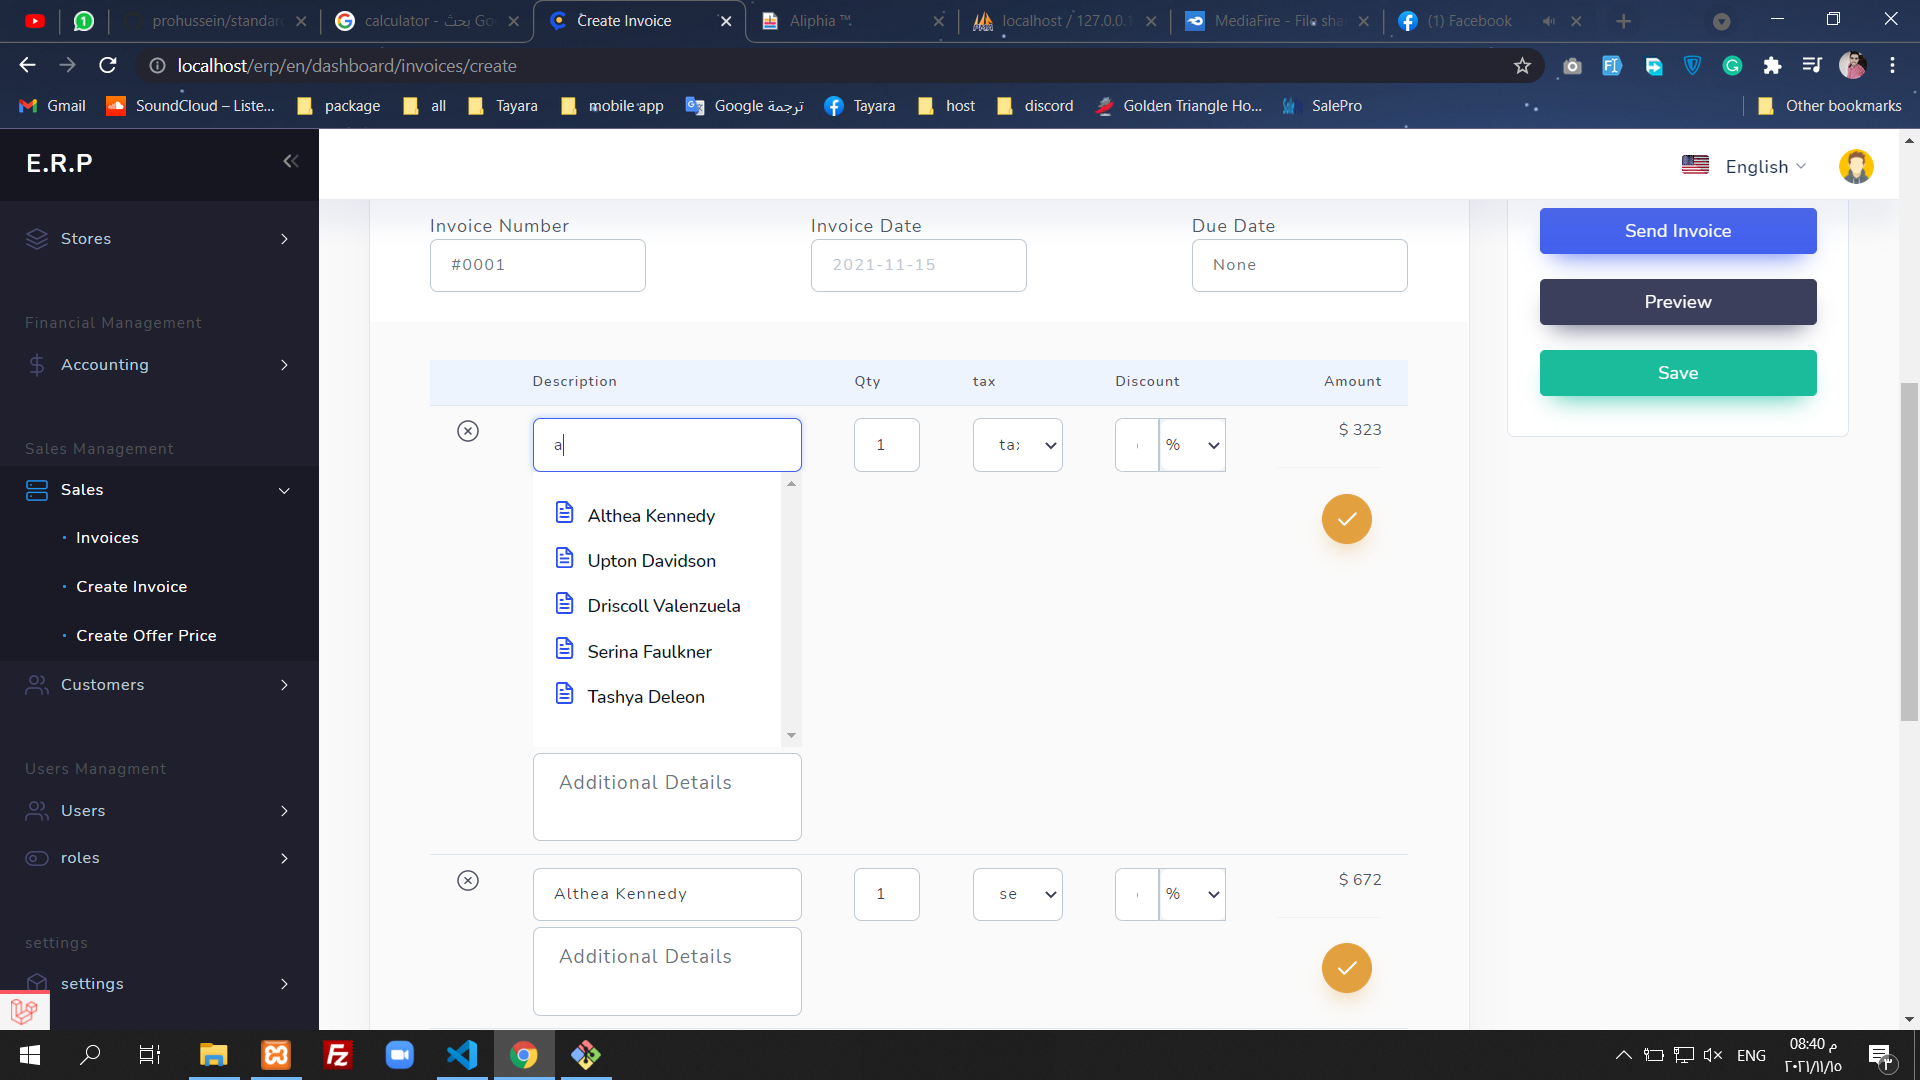 prohussein/standard
calculator - بحث Go
Create Invoice
Aliphia ™
localhost / 127.0.0.1
MediaFire - File sha
(1) Facebook
localhost/erp/en/dashboard/invoices/create
Gmail
SoundCloud – Liste...
package
all
Tayara
mobile app
Google ترجمة
Tayara
host
discord
Golden Triangle Ho...
SalePro
Other bookmarks
E.R.P
English
Stores
Financial Management
Accounting
Sales Management
Sales
Invoices
Create Invoice
Create Offer Price
Customers
Users Managment
Users
roles
settings
settings
Invoice Number
Invoice Date
Due Date
#0001
2021-11-15
None
Send Invoice
Preview
Save
Description
Qty
tax
Discount
Amount
a
1
tax
%
$ 323
Althea Kennedy
Upton Davidson
Driscoll Valenzuela
Serina Faulkner
Tashya Deleon
Additional Details
Althea Kennedy
1
se
%
$ 672
Additional Details
ENG
08:40 م
٢٠٢١/١١/١٥
٣